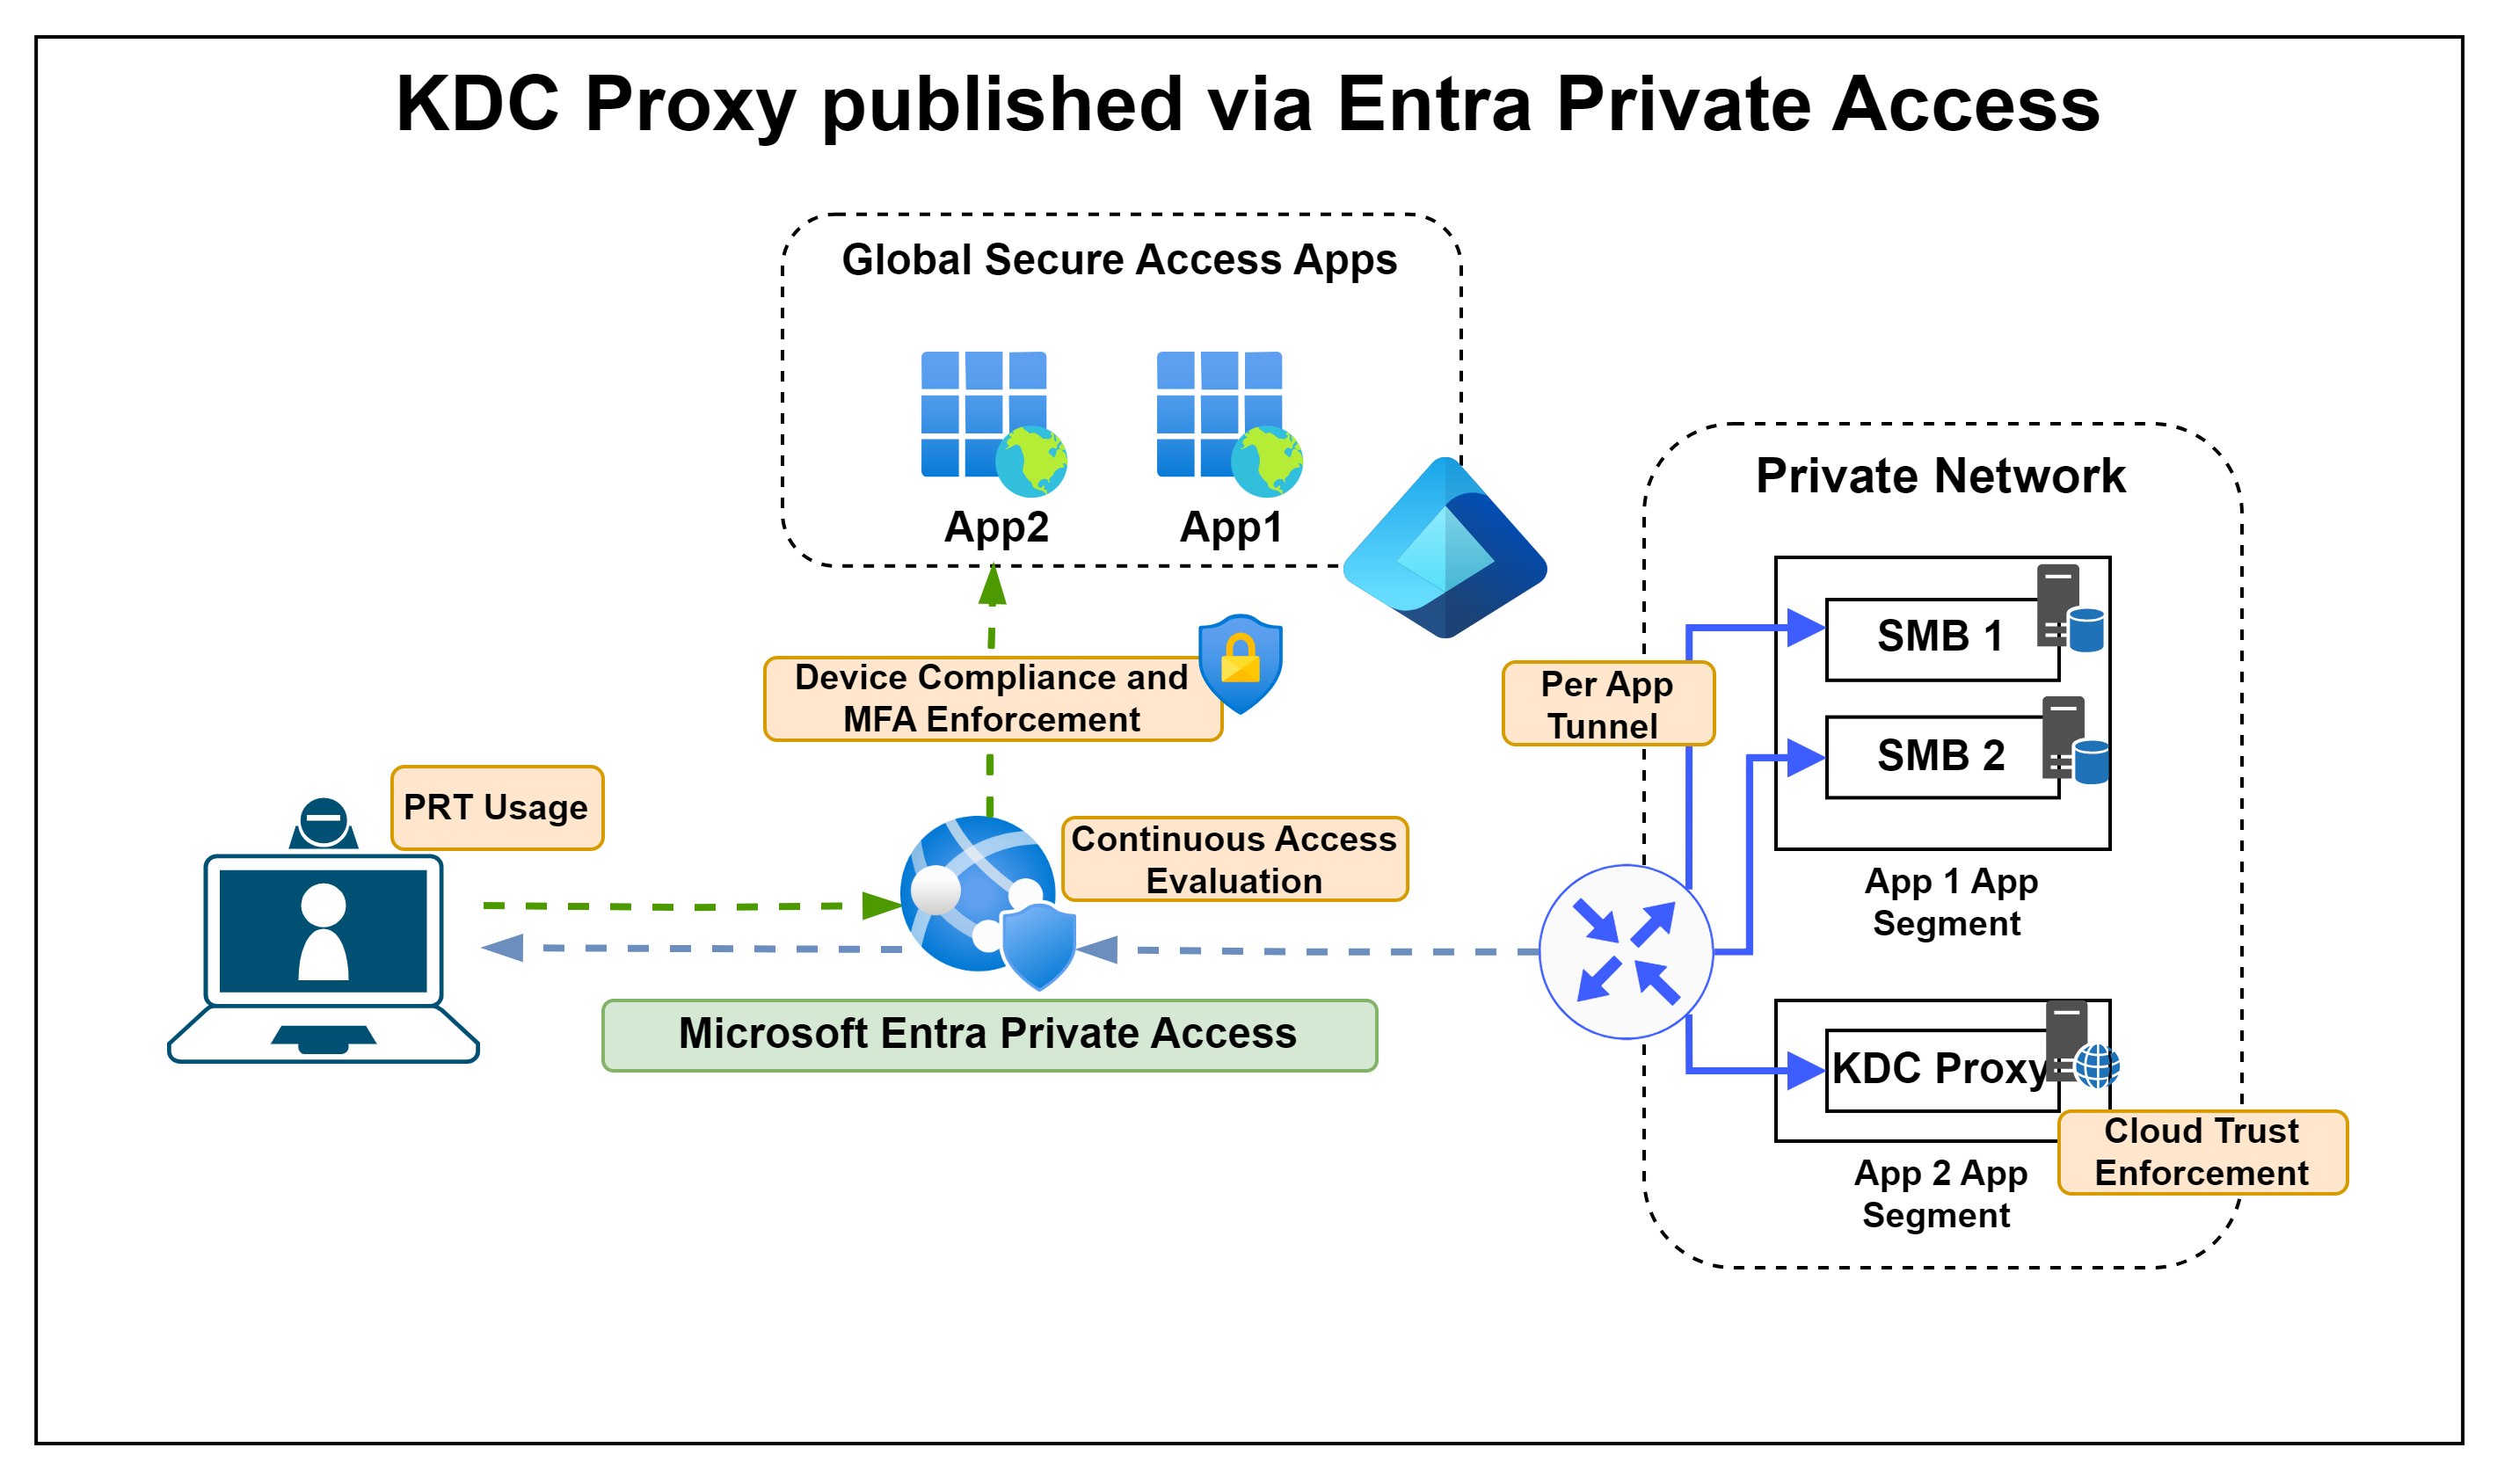 KDC Proxy published via Entra Private Access
Global Secure Access Apps
App2
App1
Private Network
SMB 1
SMB 2
App 1 App
Segment
Per App
Tunnel
Device Compliance and
MFA Enforcement
PRT Usage
Continuous Access
Evaluation
Microsoft Entra Private Access
KDC Proxy
Cloud Trust
Enforcement
App 2 App
Segment